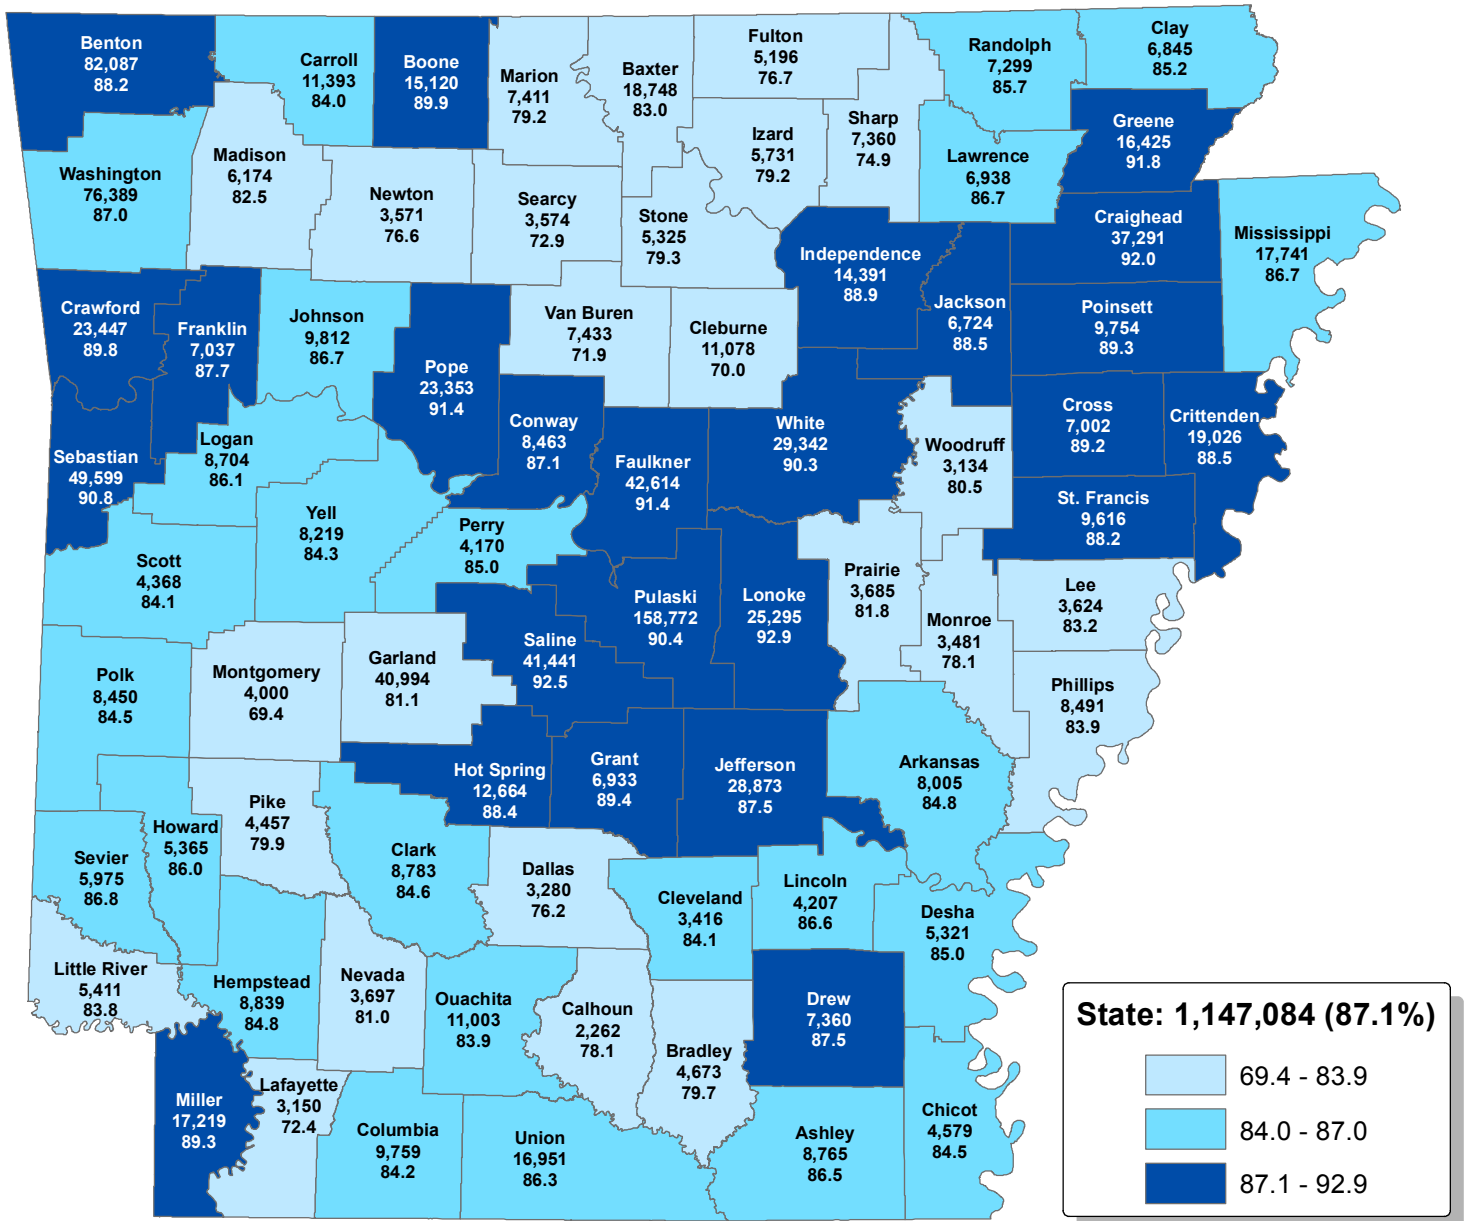 Benton
82,087
88.2
Carroll
11,393
84.0
Boone
15,120
89.9
Marion
7,411
79.2
Baxter
18,748
83.0
Fulton
5,196
76.7
Randolph
7,299
85.7
Clay
6,845
85.2
Washington
76,389
87.0
Madison
6,174
82.5
Newton
3,571
76.6
Searcy
3,574
72.9
Stone
5,325
79.3
Izard
5,731
79.2
Sharp
7,360
74.9
Lawrence
6,938
86.7
Greene
16,425
91.8
Craighead
37,291
92.0
Mississippi
17,741
86.7
Crawford
23,447
89.8
Franklin
7,037
87.7
Johnson
9,812
86.7
Pope
23,353
91.4
Van Buren
7,433
71.9
Cleburne
11,078
70.0
Independence
14,391
88.9
Jackson
6,724
88.5
Poinsett
9,754
89.3
Sebastian
49,599
90.8
Logan
8,704
86.1
Conway
8,463
87.1
Faulkner
42,614
91.4
White
29,342
90.3
Woodruff
3,134
80.5
Cross
7,002
89.2
Crittenden
19,026
88.5
Scott
4,368
84.1
Yell
8,219
84.3
Perry
4,170
85.0
St. Francis
9,616
88.2
Polk
8,450
84.5
Montgomery
4,000
69.4
Garland
40,994
81.1
Saline
41,441
92.5
Pulaski
158,772
90.4
Lonoke
25,295
92.9
Prairie
3,685
81.8
Monroe
3,481
78.1
Lee
3,624
83.2
Phillips
8,491
83.9
Hot Spring
12,664
88.4
Grant
6,933
89.4
Jefferson
28,873
87.5
Arkansas
8,005
84.8
Sevier
5,975
86.8
Howard
5,365
86.0
Pike
4,457
79.9
Clark
8,783
84.6
Dallas
3,280
76.2
Cleveland
3,416
84.1
Lincoln
4,207
86.6
Desha
5,321
85.0
Little River
5,411
83.8
Hempstead
8,839
84.8
Nevada
3,697
81.0
Ouachita
11,003
83.9
Calhoun
2,262
78.1
Bradley
4,673
79.7
Drew
7,360
87.5
Miller
17,219
89.3
Lafayette
3,150
72.4
Columbia
9,759
84.2
Union
16,951
86.3
Ashley
8,765
86.5
Chicot
4,579
84.5
State: 1,147,084 (87.1%)
69.4 - 83.9
84.0 - 87.0
87.1 - 92.9